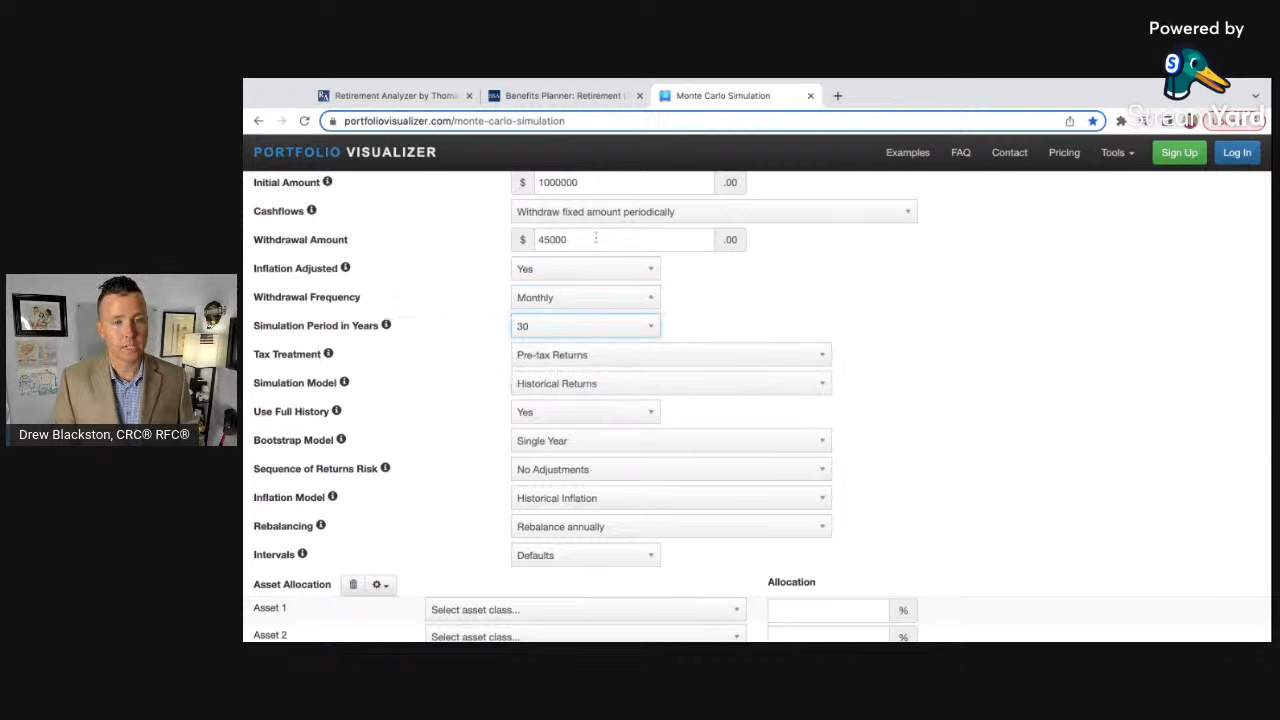 Powered by
S
StreamYard
Retirement Analyzer by Thoma
Benefits Planner: Retirement (
Monte Carlo Simulation
portfoliovisualizer.com/monte-carlo-simulation
PORTFOLIO VISUALIZER
Examples FAQ Contact Pricing Tools Sign Up Log In
Initial Amount $ 1000000 .00
Cashflows Withdraw fixed amount periodically
Withdrawal Amount $ 45000 .00
Inflation Adjusted Yes
Withdrawal Frequency Monthly
Simulation Period in Years 30
Tax Treatment Pre-tax Returns
Simulation Model Historical Returns
Use Full History Yes
Bootstrap Model Single Year
Sequence of Returns Risk No Adjustments
Inflation Model Historical Inflation
Rebalancing Rebalance annually
Intervals Defaults
Asset Allocation Allocation
Asset 1 Select asset class... %
Asset 2 Select asset class... %
Drew Blackston, CRC® RFC®